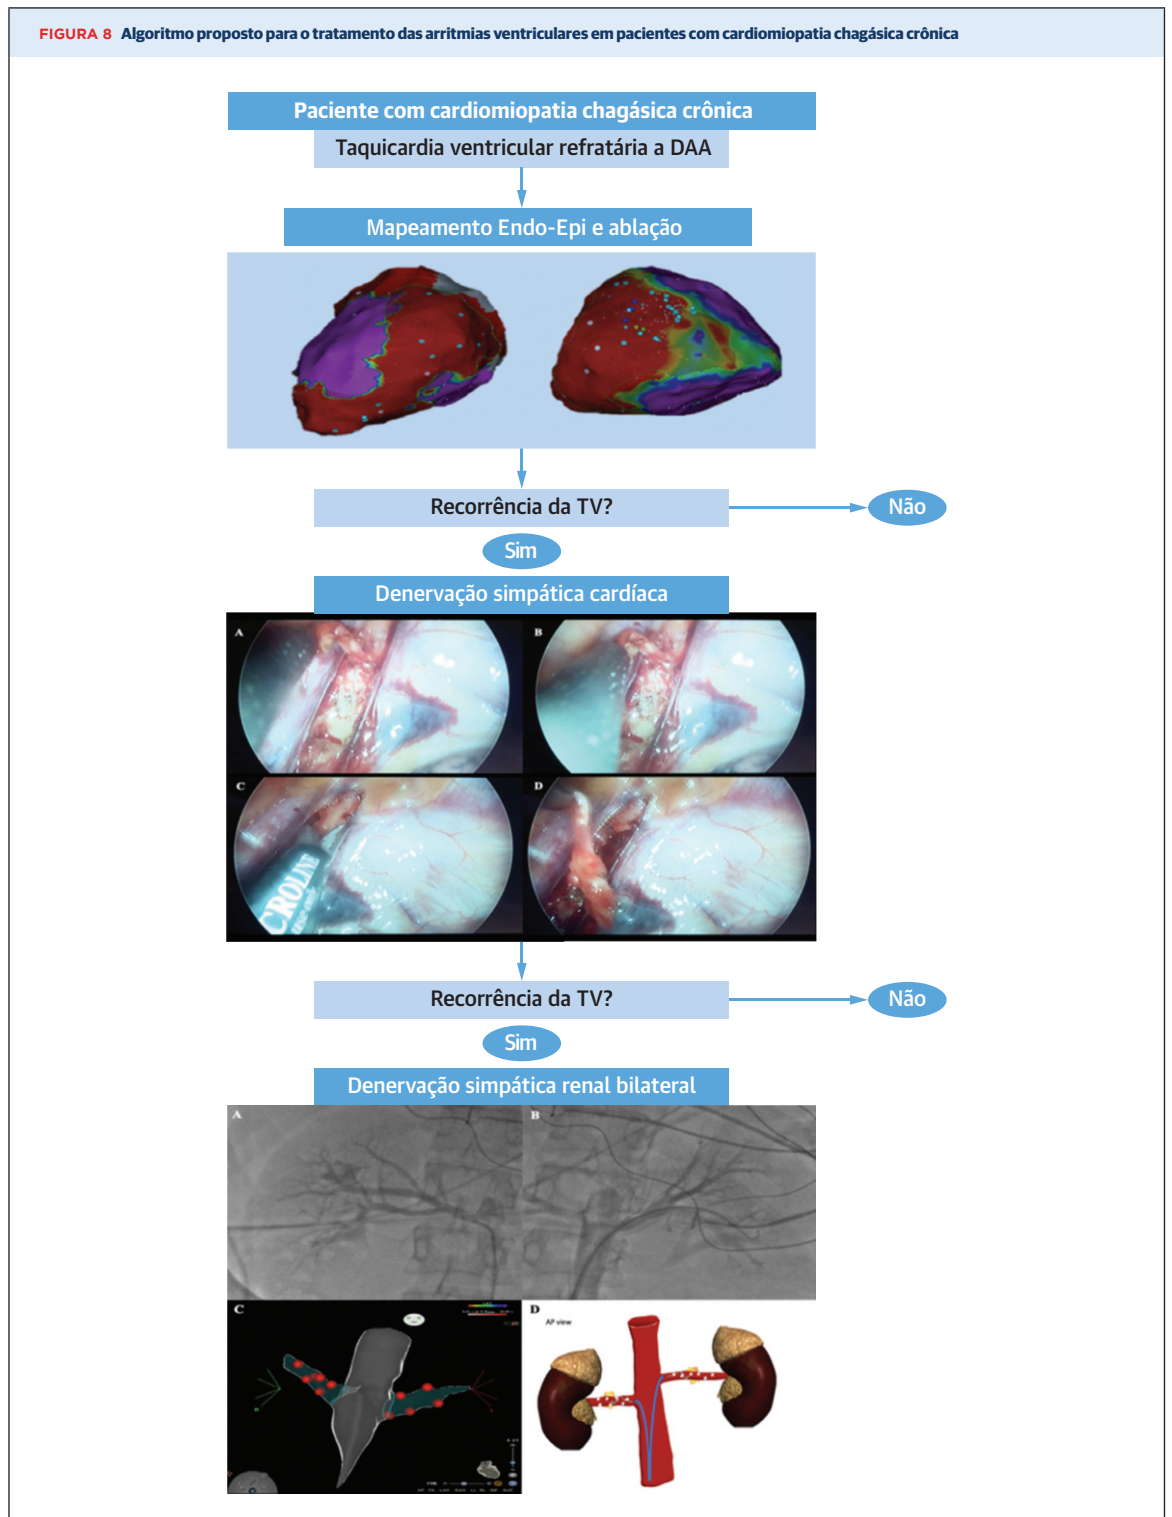 FIGURA 8 Algoritmo proposto para o tratamento das arritmias ventriculares em pacientes com cardiomiopatia chagásica crônica
Paciente com cardiomiopatia chagásica crônica
Taquicardia ventricular refratária a DAA
Mapeamento Endo-Epi e ablação
Recorrência da TV?
Não
Sim
Denervação simpática cardíaca
A
B
C
D
CROLINE
Recorrência da TV?
Não
Sim
Denervação simpática renal bilateral
A
B
C
D
AP view